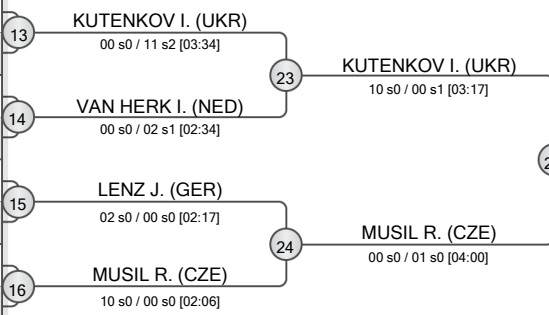 13
KUTENKOV I. (UKR)
00 s0 / 11 s2 [03:34]
23
KUTENKOV I. (UKR)
10 s0 / 00 s1 [03:17]
14
VAN HERK I. (NED)
00 s0 / 02 s1 [02:34]
15
LENZ J. (GER)
02 s0 / 00 s0 [02:17]
24
MUSIL R. (CZE)
00 s0 / 01 s0 [04:00]
16
MUSIL R. (CZE)
10 s0 / 00 s0 [02:06]